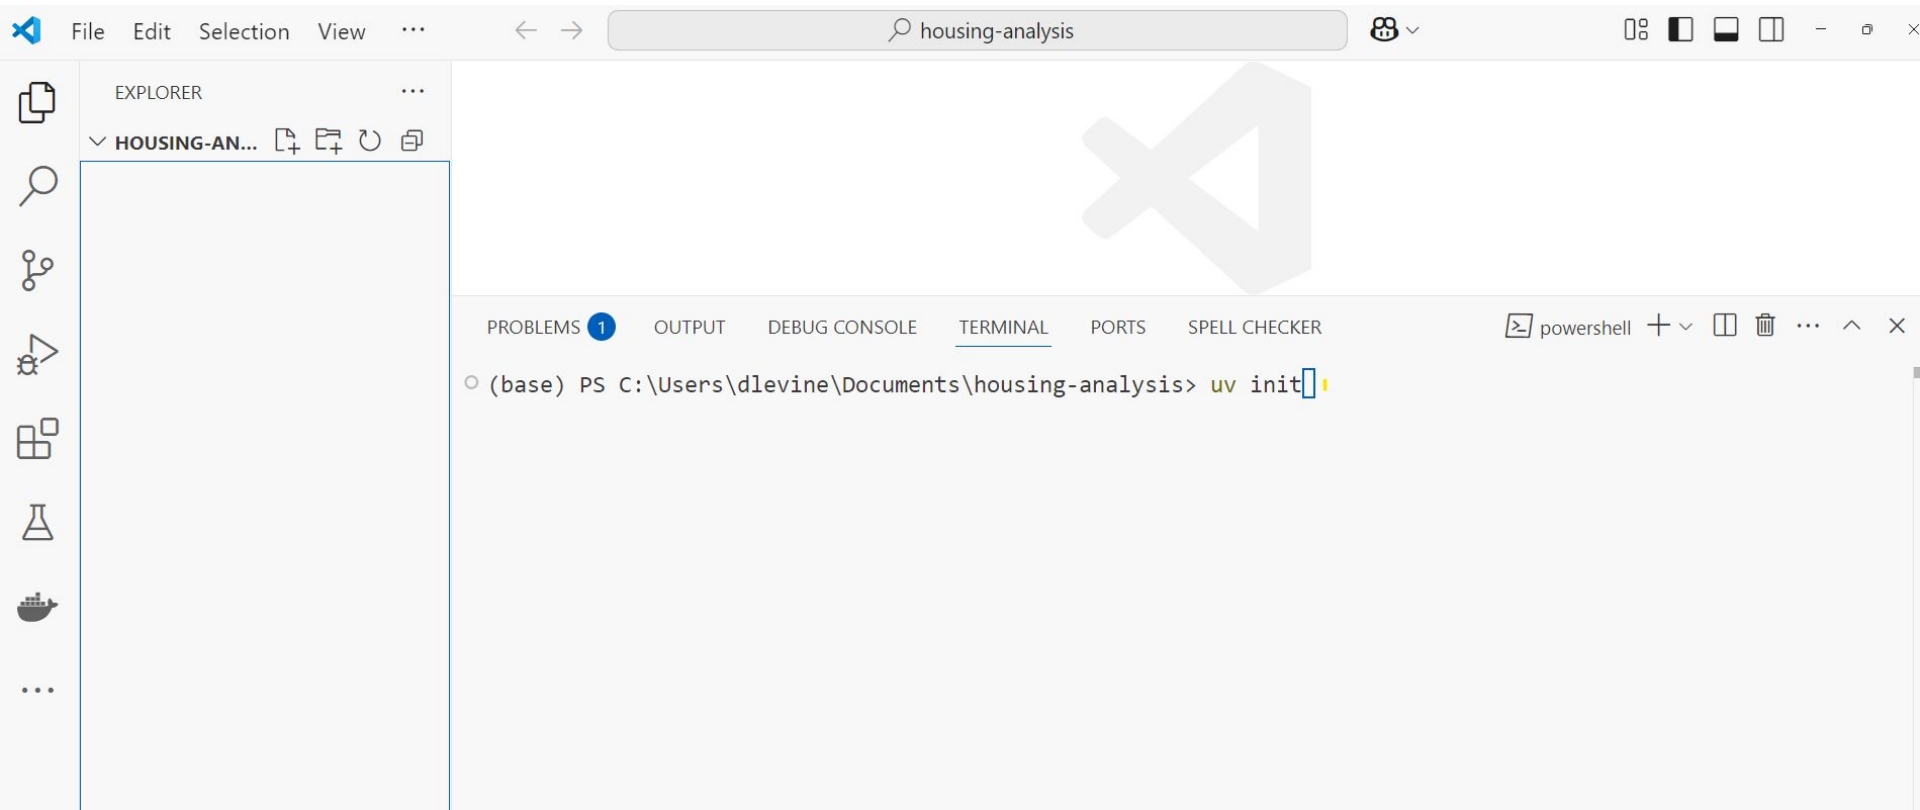 File Edit Selection View ··· housing-analysis
EXPLORER ···
HOUSING-AN...
PROBLEMS 1 OUTPUT DEBUG CONSOLE TERMINAL PORTS SPELL CHECKER powershell ···
(base) PS C:\Users\dlevine\Documents\housing-analysis> uv init